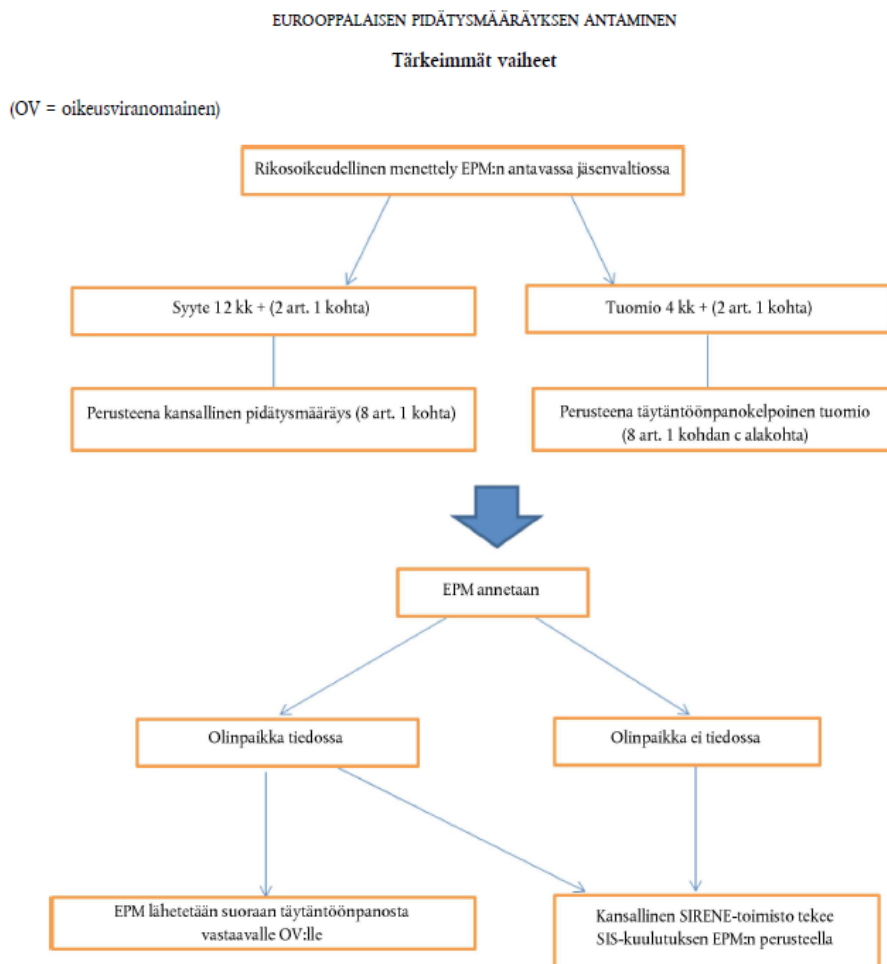 EUROOPPALAISEN PIDÄTYSMÄÄRÄYKSEN ANTAMINEN
Tärkeimmät vaiheet
(OV = oikeusviranomainen)
Rikosoikeudellinen menettely EPM:n antavassa jäsenvaltiossa
Syyte 12 kk + (2 art. 1 kohta)
Tuomio 4 kk + (2 art. 1 kohta)
Perusteena kansallinen pidätysmääräys (8 art. 1 kohta)
Perusteena täytäntöönpanokelpoinen tuomio
(8 art. 1 kohdan c alakohta)
EPM annetaan
Olinpaikka tiedossa
Olinpaikka ei tiedossa
EPM lähetetään suoraan täytäntöönpanosta
vastaavalle OV:lle
Kansallinen SIRENE-toimisto tekee
SIS-kuulutuksen EPM:n perusteella